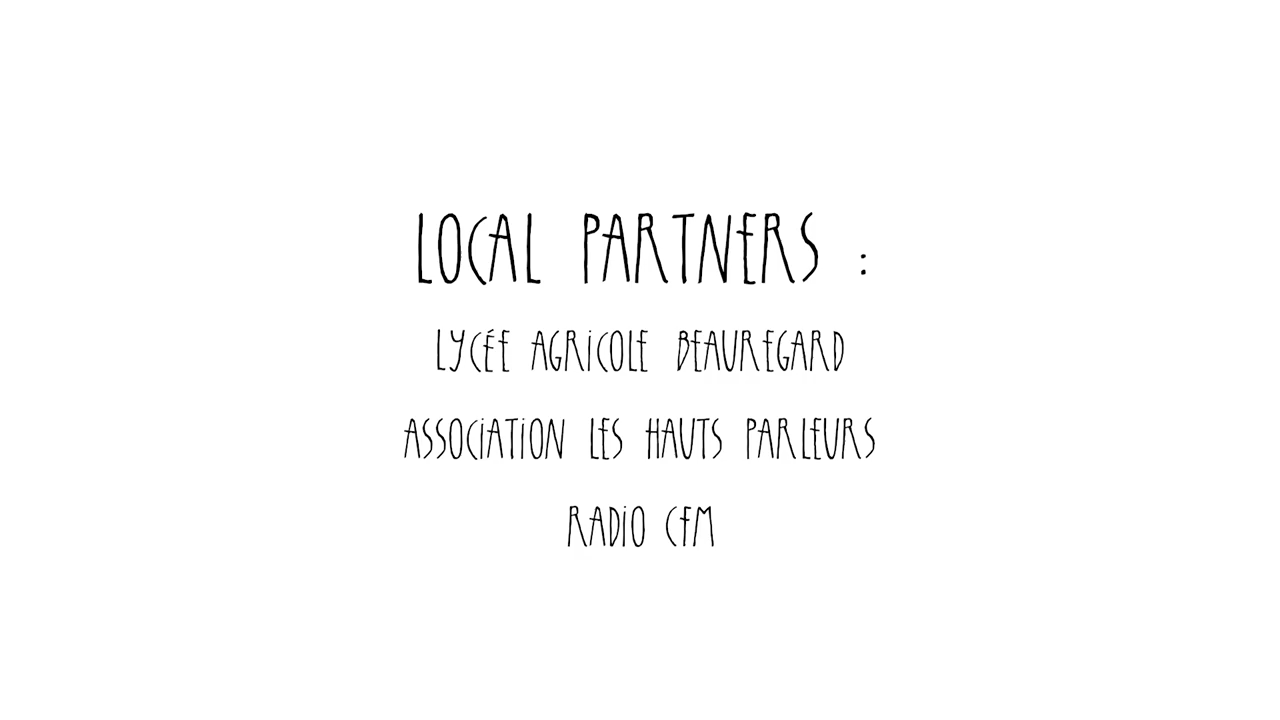 LOCAL PARTNERS :
LYCÉE AGRiCOLE BEAUREGARD
ASSOCiATiON LES HAUTS PARLEURS
RADiO CFM